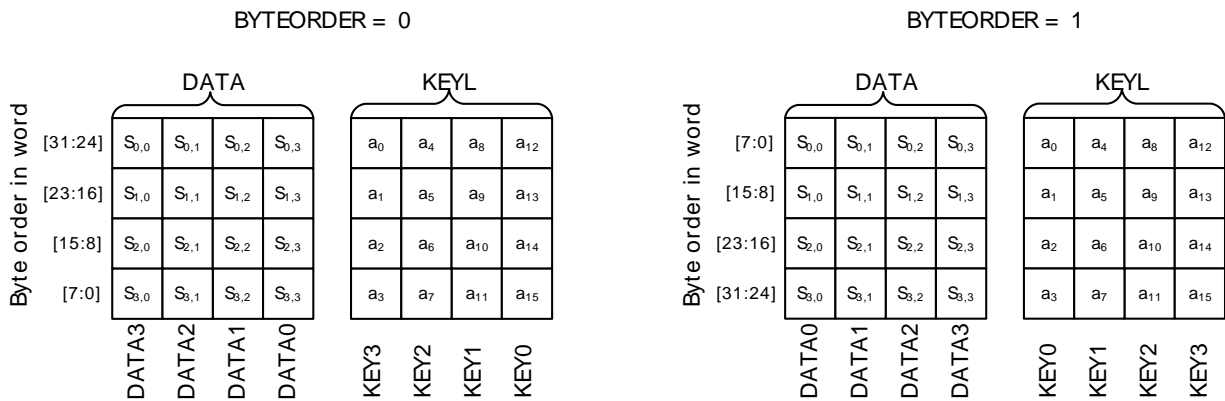 BYTEORDER = 0 BYTEORDER = 1
DATA KEYL DATA KEYL
Byte order in word Byte order in word
[31:24] S0,0 S0,1 S0,2 S0,3 a0 a4 a8 a12 [7:0] S0,0 S0,1 S0,2 S0,3 a0 a4 a8 a12
[23:16] S1,0 S1,1 S1,2 S1,3 a1 a5 a9 a13 [15:8] S1,0 S1,1 S1,2 S1,3 a1 a5 a9 a13
[15:8] S2,0 S2,1 S2,2 S2,3 a2 a6 a10 a14 [23:16] S2,0 S2,1 S2,2 S2,3 a2 a6 a10 a14
[7:0] S3,0 S3,1 S3,2 S3,3 a3 a7 a11 a15 [31:24] S3,0 S3,1 S3,2 S3,3 a3 a7 a11 a15
DATA3 DATA2 DATA1 DATA0 KEY3 KEY2 KEY1 KEY0 DATA0 DATA1 DATA2 DATA3 KEY0 KEY1 KEY2 KEY3